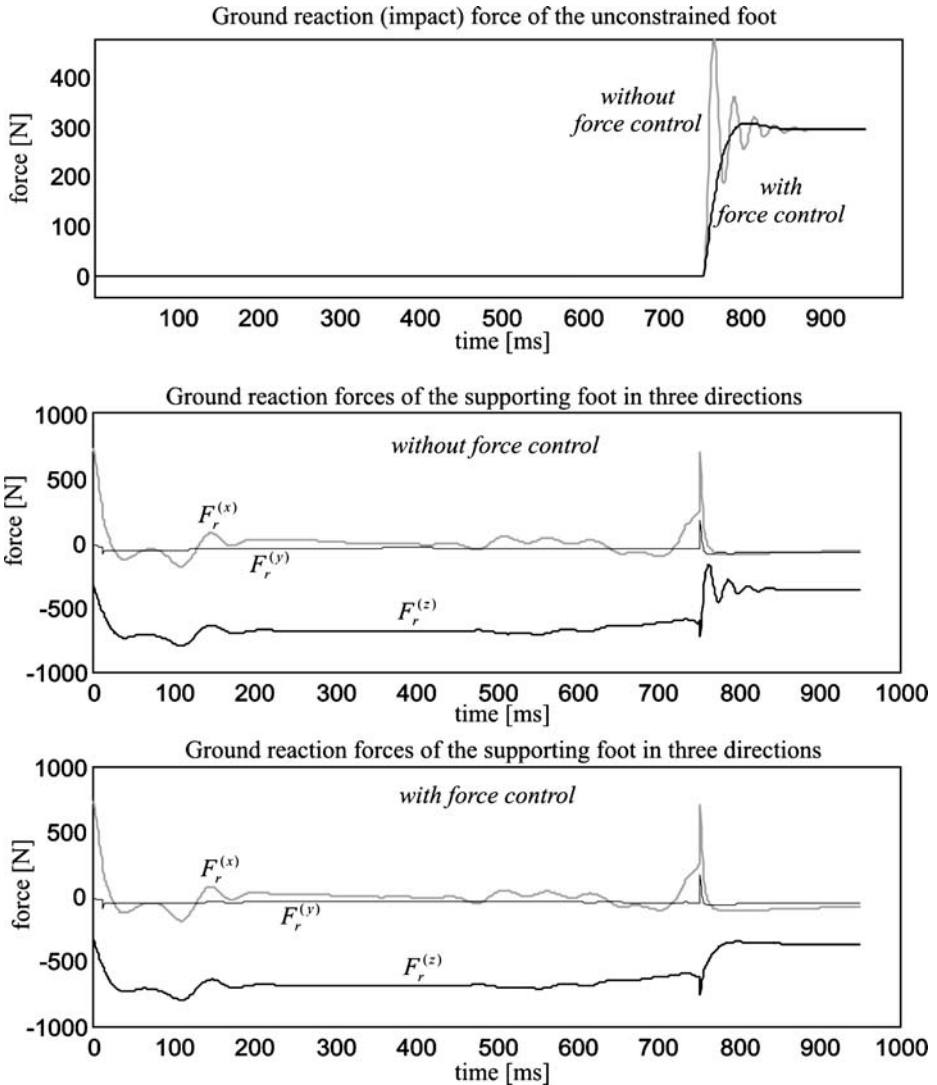 Ground reaction (impact) force of the unconstrained foot
400
300
200
100
0
force [N]
without
force control
with
force control
100 200 300 400 500 600 700 800 900
time [ms]
Ground reaction forces of the supporting foot in three directions
1000
500
0
-500
-1000
force [N]
without force control
F_r^(x)
F_r^(y)
F_r^(z)
0 100 200 300 400 500 600 700 800 900 1000
time [ms]
Ground reaction forces of the supporting foot in three directions
1000
500
0
-500
-1000
force [N]
with force control
F_r^(x)
F_r^(y)
F_r^(z)
0 100 200 300 400 500 600 700 800 900 1000
time [ms]